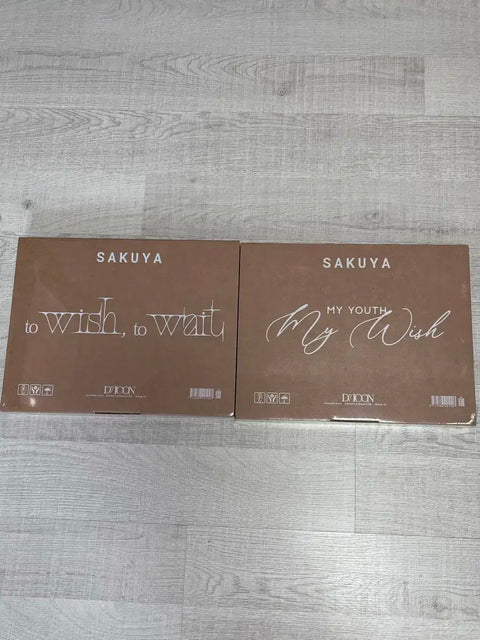 SAKUYA
to wish, to wait,
D/ICON
SAKUYA
MY YOUTH
My Wish
D/ICON